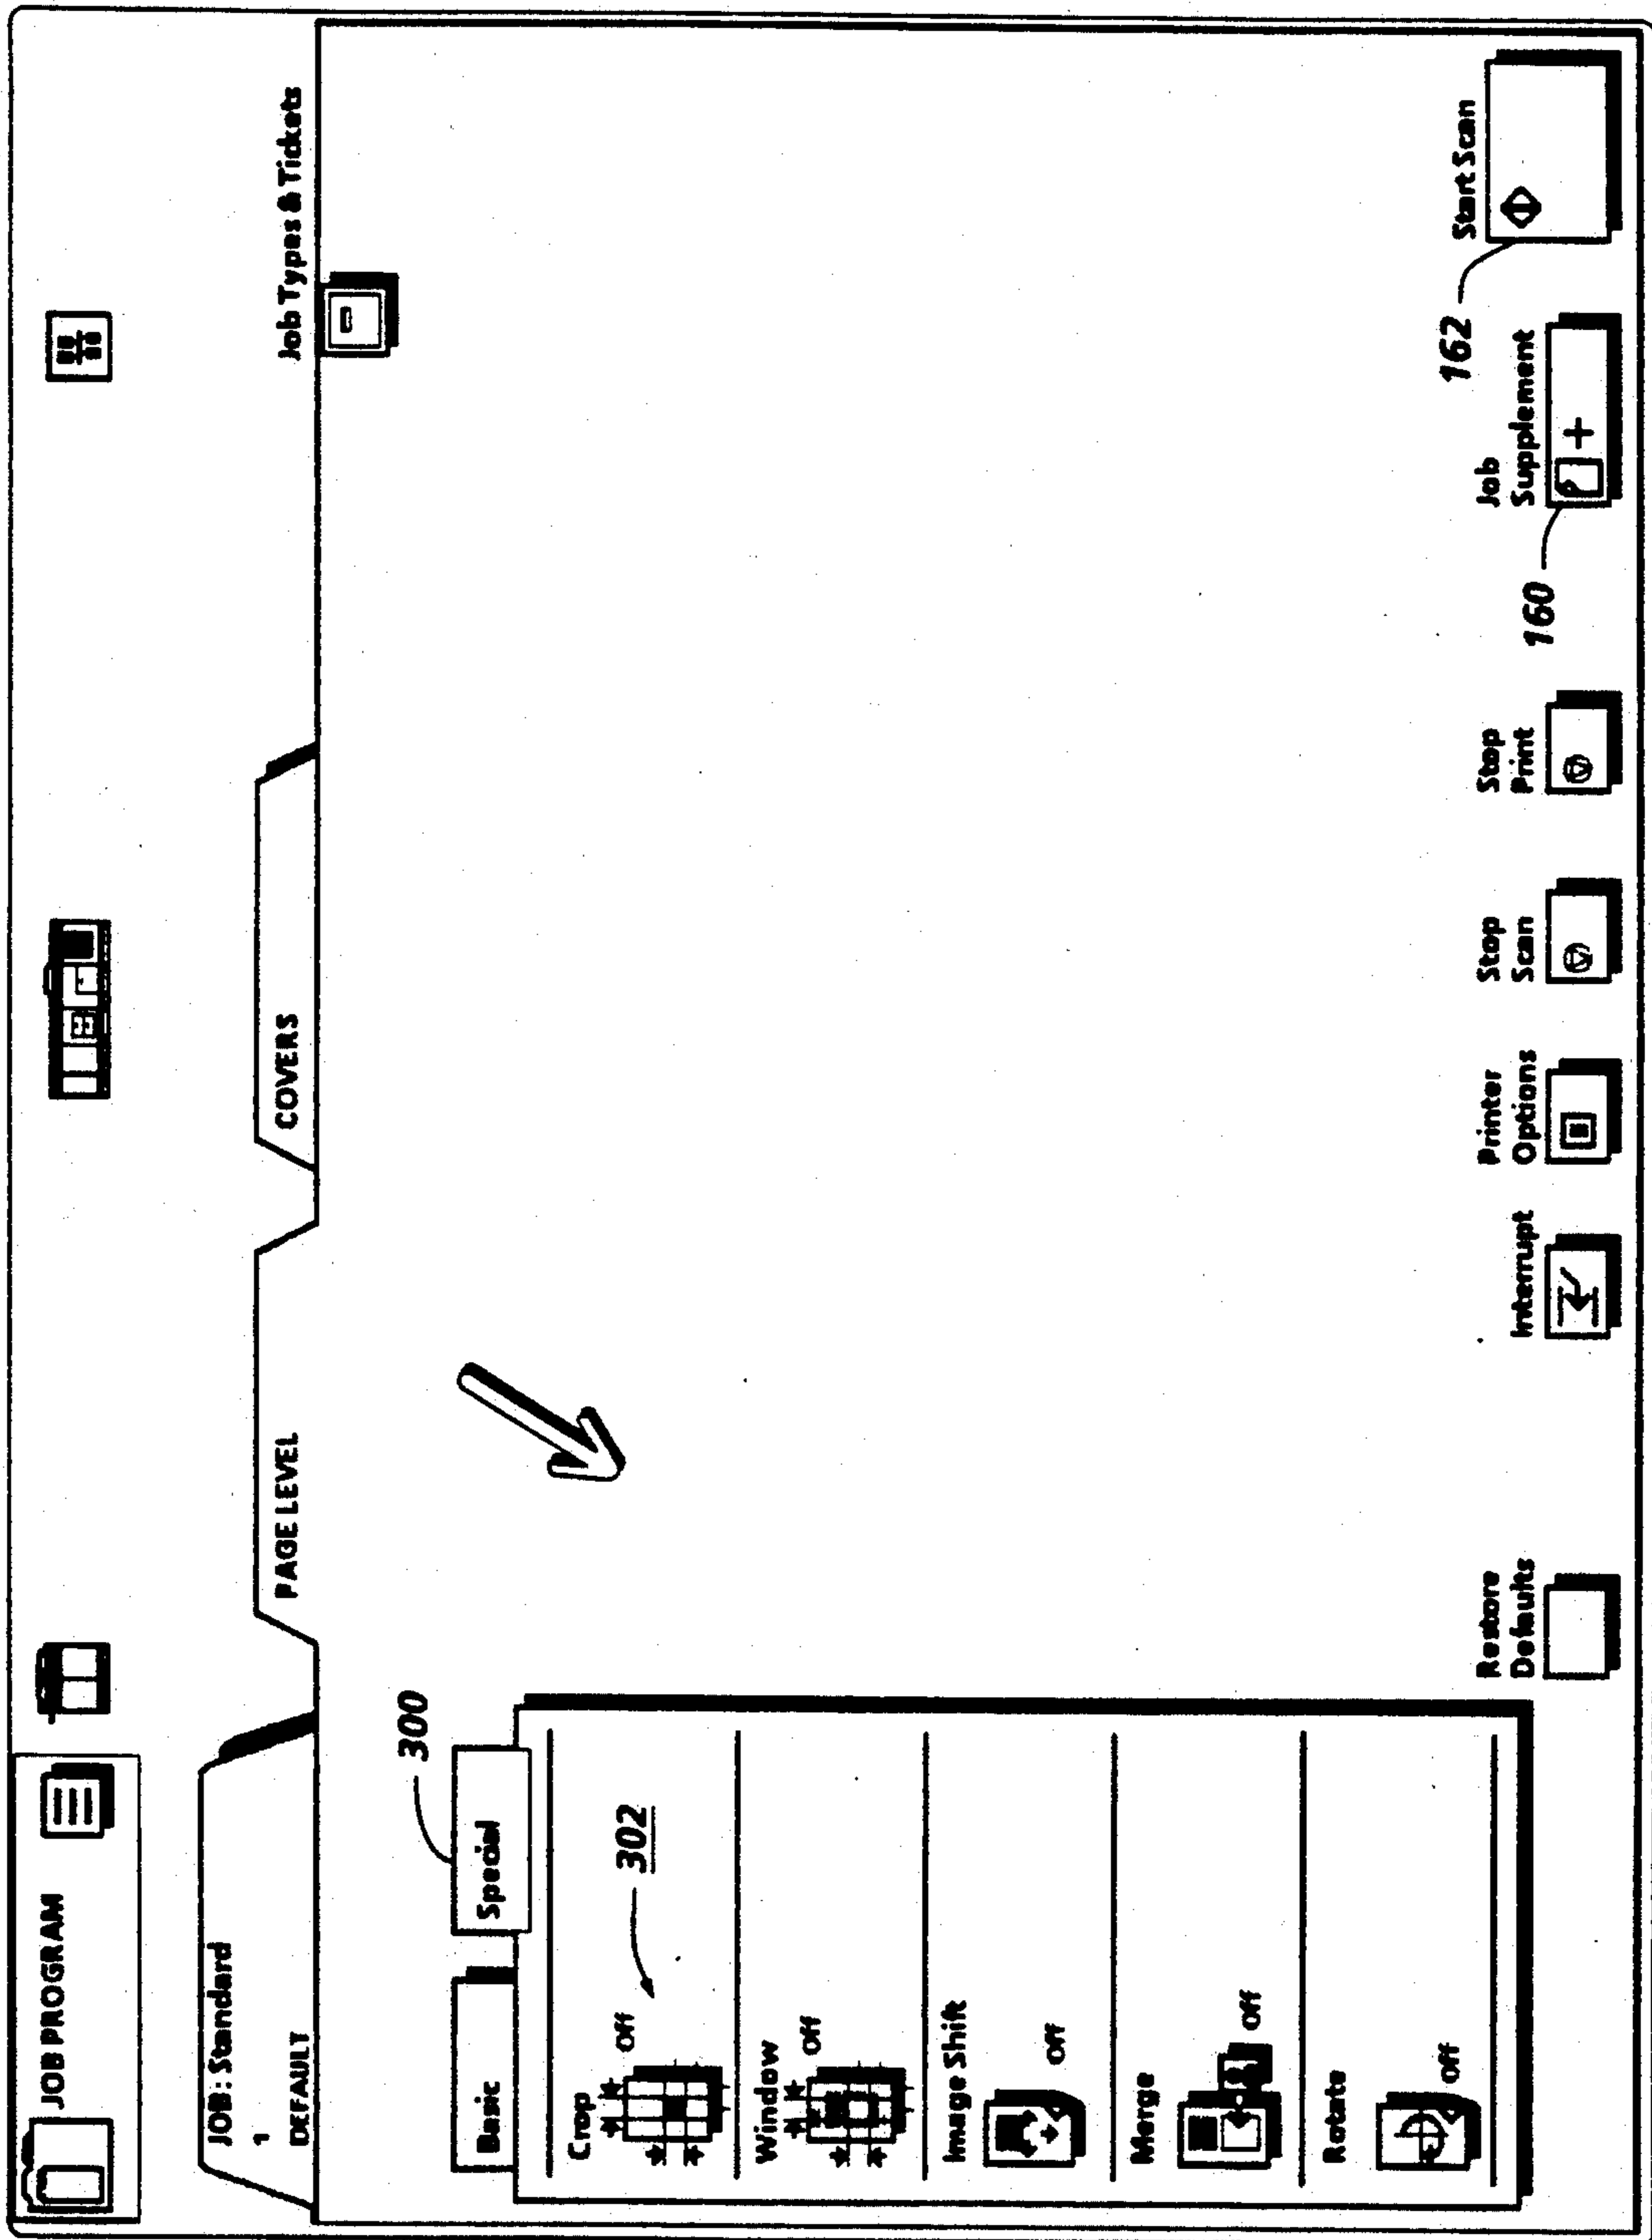 JOB PROGRAM
JOB: Standard
1
DEFAULT
PAGE LEVEL
COVERS
Job Types & Tickets
Basic
Special
300
Crop
Off
302
Window
Off
Image Shift
Off
Merge
Off
Rotate
Off
Restore
Defaults
Interrupt
Printer
Options
Stop
Scan
Stop
Print
Job
Supplement
160
Start Scan
162